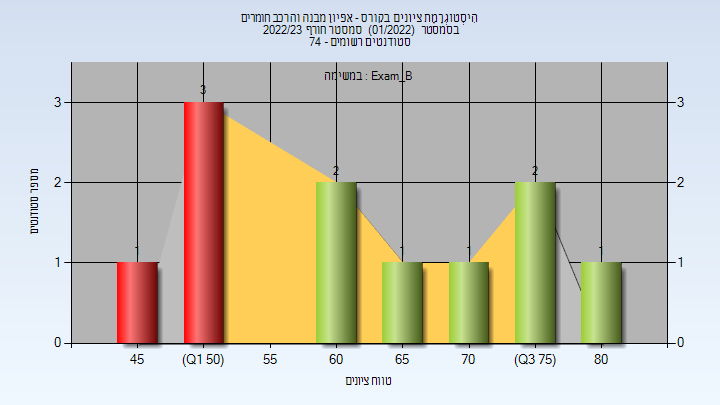 היסטוגרמת ציונים בקורס - אפיון מבנה והרכב חומרים
בסמסטר (01/2022) סמסטר חורף 2022/23
סטודנטים רשומים - 74
במשימה : Exam_B
מספר סטודנטים
3
2
1
0
3
2
1
0
1
3
2
1
1
2
1
45
(Q1 50)
55
60
65
70
(Q3 75)
80
טווח ציונים